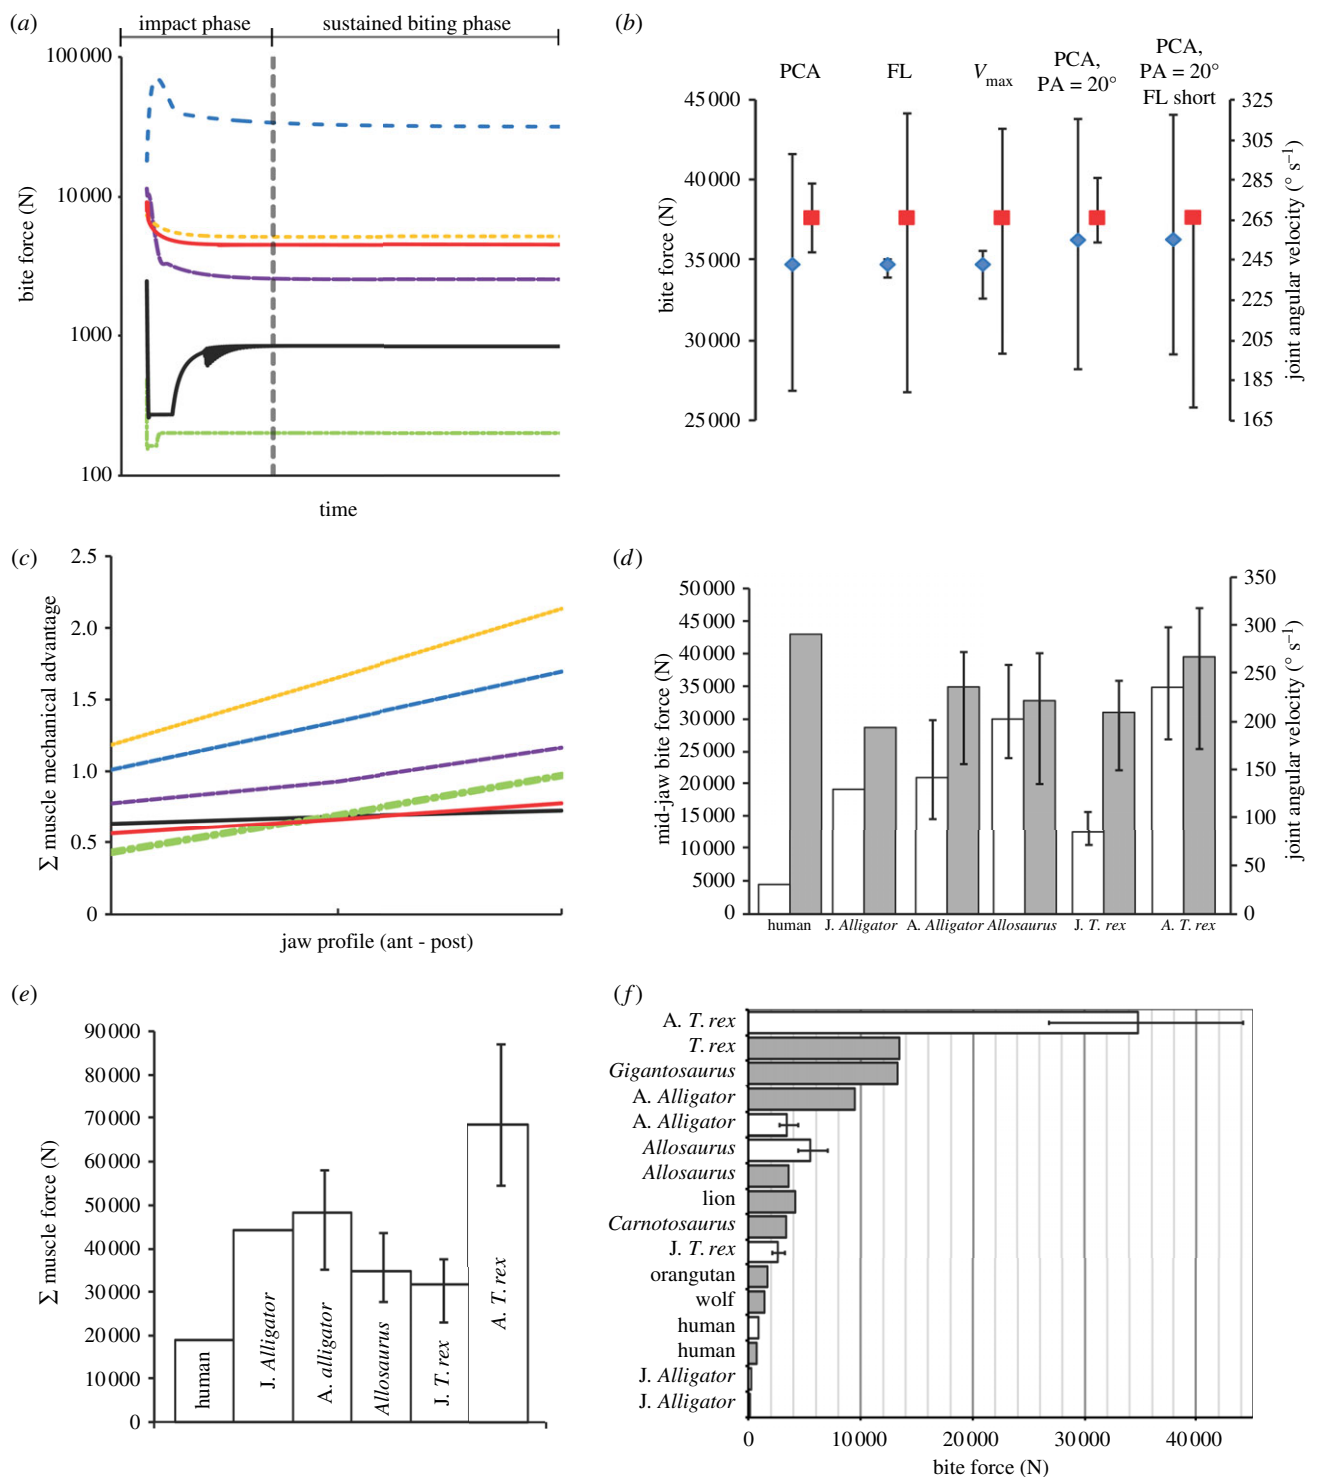 (a)
impact phase
sustained biting phase
100 000
10 000
1000
100
bite force (N)
time
(b)
PCA
FL
Vmax
PCA,
PA = 20°
PCA,
PA = 20°
FL short
45 000
40 000
35 000
30 000
25 000
bite force (N)
325
305
285
265
245
225
205
185
165
joint angular velocity (° s−1)
(c)
2.5
2.0
1.5
1.0
0.5
0
∑ muscle mechanical advantage
jaw profile (ant - post)
(d)
50 000
45 000
40 000
35 000
30 000
25 000
20 000
15 000
10 000
5000
0
mid-jaw bite force (N)
350
300
250
200
150
100
50
0
joint angular velocity (° s−1)
human J. Alligator A. Alligator Allosaurus J. T. rex A. T. rex
(e)
90 000
80 000
70 000
60 000
50 000
40 000
30 000
20 000
10 000
0
∑ muscle force (N)
human
J. Alligator
A. alligator
Allosaurus
J. T. rex
A. T. rex
(f)
A. T. rex
T. rex
Gigantosaurus
A. Alligator
A. Alligator
Allosaurus
Allosaurus
lion
Carnotosaurus
J. T. rex
orangutan
wolf
human
human
J. Alligator
J. Alligator
0 10 000 20 000 30 000 40 000
bite force (N)